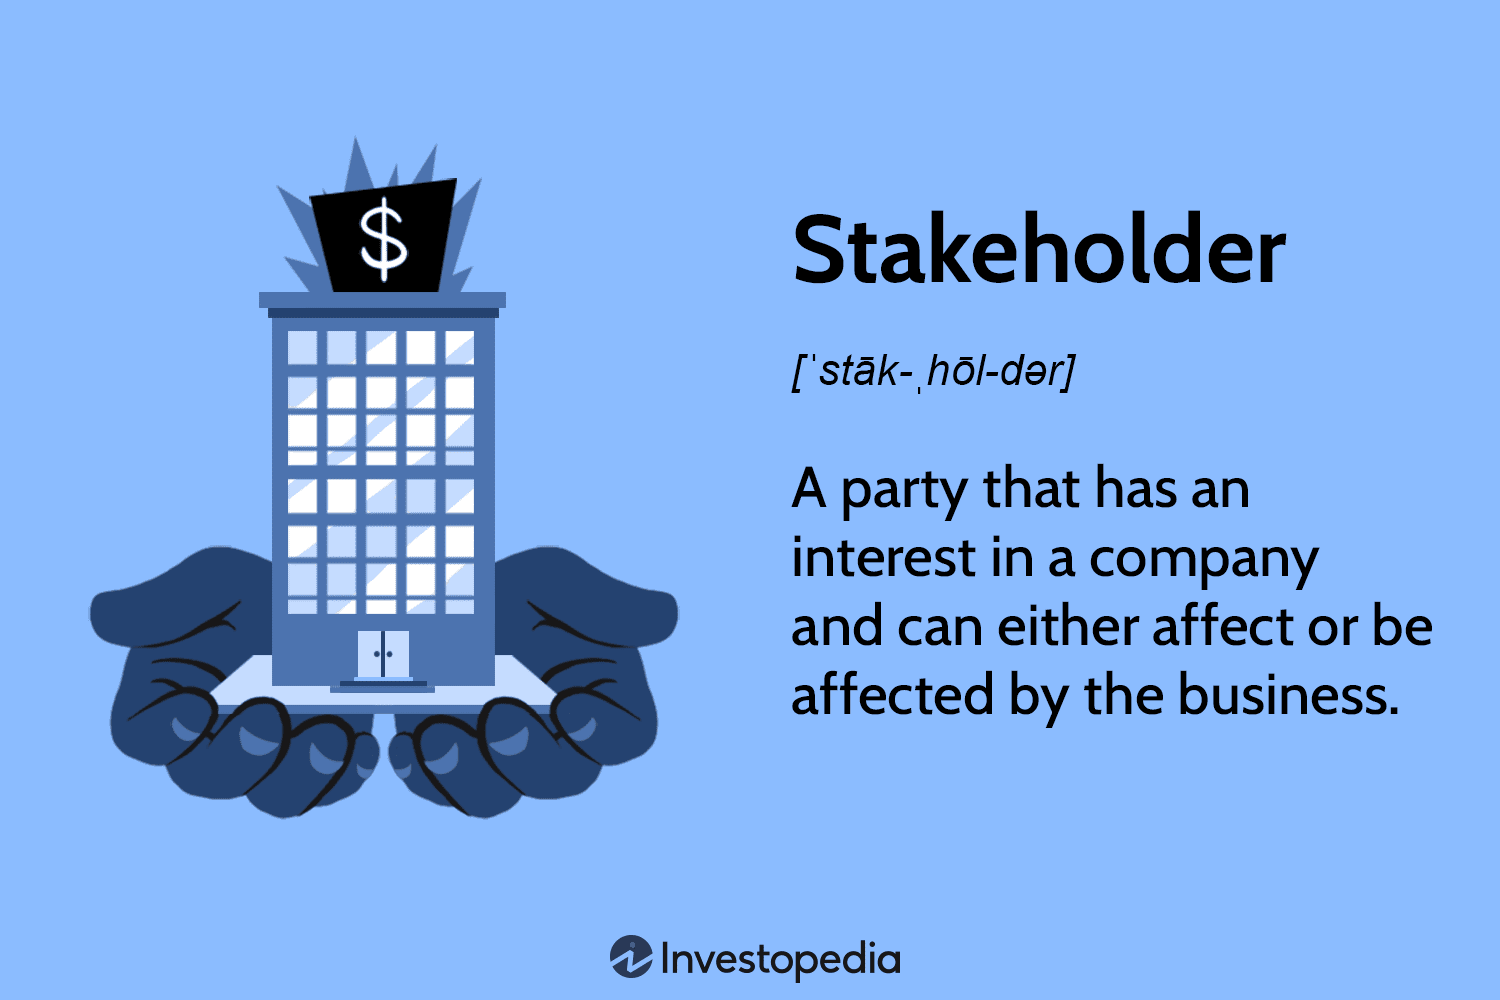 $
Stakeholder
[ˈstāk-ˌhōl-dər]
A party that has an
interest in a company
and can either affect or be
affected by the business.
Investopedia